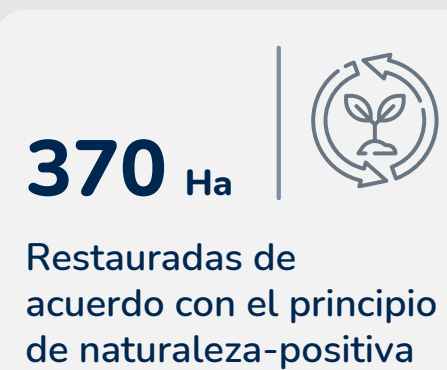 370 Ha
Restauradas de
acuerdo con el principio
de naturaleza-positiva